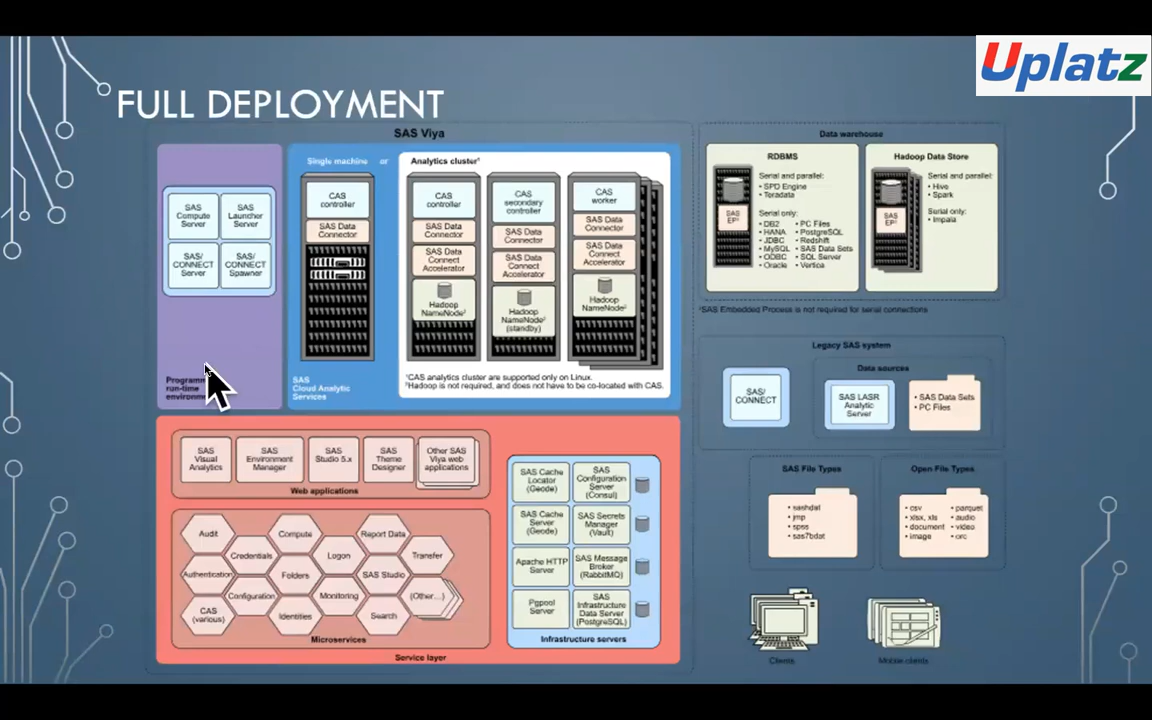 Uplatz
FULL DEPLOYMENT
SAS Viya
SAS
Compute
Server
SAS
Launcher
Server
SAS/
CONNECT
Server
SAS/
CONNECT
Spawner
run-time
Single machine or
Analytics cluster¹
CAS
controller
SAS Data
Connector
CAS
controller
SAS Data
Connector
SAS Data
Connect
Accelerator
Hadoop
NameNode²
CAS
secondary
controller
SAS Data
Connector
SAS Data
Connect
Accelerator
Hadoop
NameNode²
(standby)
CAS
worker
SAS Data
Connector
SAS Data
Connect
Accelerator
Hadoop
NameNode²
SAS
Cloud Analytic
Services
¹CAS analytics cluster are supported only on Linux.
²Hadoop is not required, and does not have to be co-located with CAS.
SAS
Visual
Analytics
SAS
Environment
Manager
SAS
Studio 5.x
SAS
Theme
Designer
Other SAS
Viya web
applications
Web applications
Audit
Compute
Report Data
Credentials
Logon
Transfer
Authentication
Folders
SAS Studio
Configuration
Monitoring
(Other...)
CAS
(various)
Identities
Search
Microservices
SAS Cache
Locator
(Geode)
SAS
Configuration
Server
(Consul)
SAS Cache
Server
(Geode)
SAS Secrets
Manager
(Vault)
Apache HTTP
Server
SAS Message
Broker
(RabbitMQ)
Pgpool
Server
SAS
Infrastructure
Data Server
(PostgreSQL)
Infrastructure servers
Service layer
Data warehouse
RDBMS
SAS
EP³
Serial and parallel:
• SPD Engine
• Teradata
Serial only:
• DB2
• HANA
• JDBC
• MySQL
• ODBC
• Oracle
• PC Files
• PostgreSQL
• Redshift
• SAS Data Sets
• SQL Server
• Vertica
Hadoop Data Store
SAS
EP³
Serial and parallel:
• Hive
• Spark
Serial only:
• Impala
³SAS Embedded Process is not required for serial connections
Legacy SAS system
SAS/
CONNECT
Data sources
SAS LASR
Analytic
Server
• SAS Data Sets
• PC Files
SAS File Types
• sashdat
• jmp
• spss
• sas7bdat
Open File Types
• csv
• xlsx, xls
• document
• image
• parquet
• audio
• video
• orc
Clients
Mobile clients